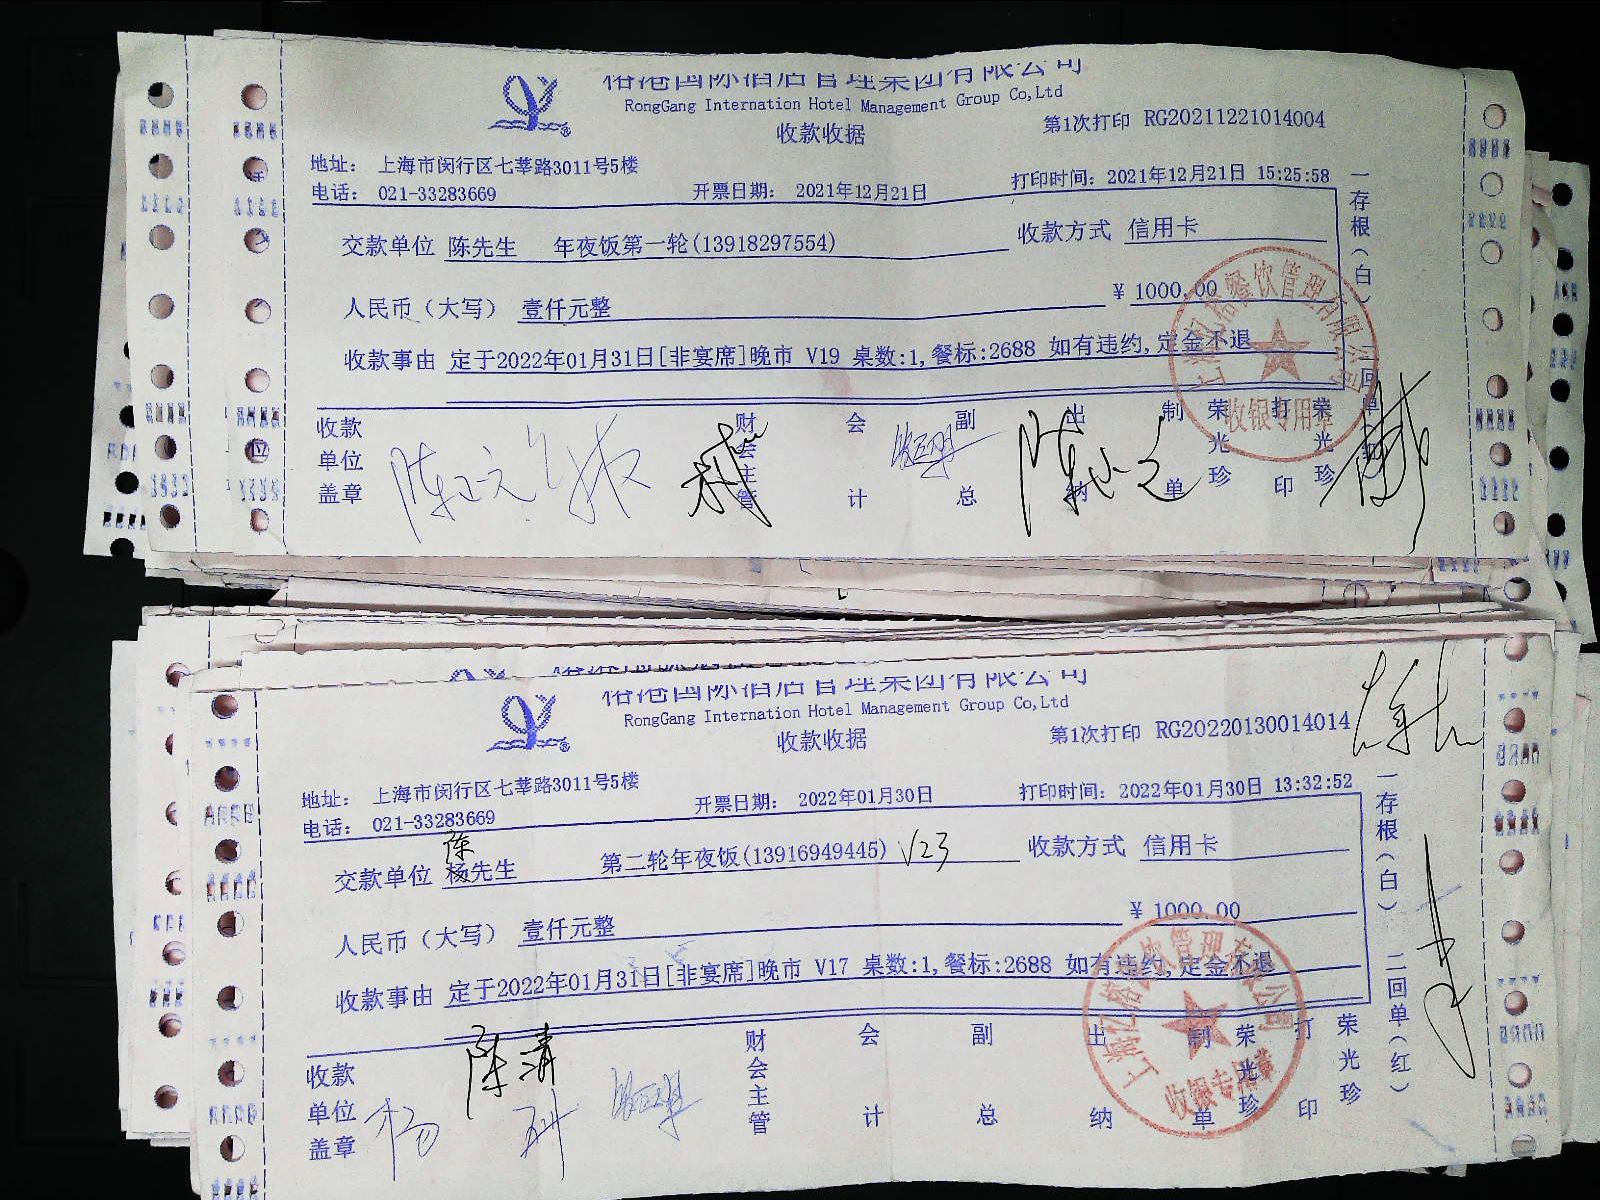 榕港国际酒店管理集团有限公司
RongGang Internation Hotel Management Group Co,Ltd
收款收据
第1次打印 RG20211221014004
地址： 上海市闵行区七莘路3011号5楼
电话： 021-33283669
开票日期： 2021年12月21日
打印时间： 2021年12月21日 15:25:58
交款单位 陈先生 年夜饭第一轮(13918297554)
收款方式 信用卡
人民币（大写） 壹仟元整
¥ 1000.00
收款事由 定于2022年01月31日[非宴席]晚市 V19 桌数:1,餐标:2688 如有违约,定金不退
一存根（白） 二回单（红）
收款单位盖章
财会主管
会计
副总
出纳
制单
荣光珍
打印
荣光珍
收银专用章
榕港国际酒店管理集团有限公司
RongGang Internation Hotel Management Group Co,Ltd
收款收据
第1次打印 RG20220130014014
地址： 上海市闵行区七莘路3011号5楼
电话： 021-33283669
开票日期： 2022年01月30日
打印时间： 2022年01月30日 13:32:52
陈
交款单位 杨先生 第二轮年夜饭(13916949445) V23
收款方式 信用卡
人民币（大写） 壹仟元整
¥ 1000.00
收款事由 定于2022年01月31日[非宴席]晚市 V17 桌数:1,餐标:2688 如有违约,定金不退
一存根（白） 二回单（红）
收款单位盖章
陈清
杨
财会主管
会计
副总
出纳
制单
荣光珍
打印
荣光珍
收银专用章